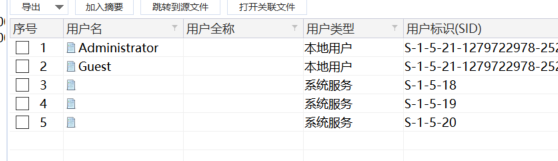 导出 加入摘要 跳转到源文件 打开关联文件
序号 用户名 用户全称 用户类型 用户标识(SID)
1 Administrator 本地用户 S-1-5-21-1279722978-252
2 Guest 本地用户 S-1-5-21-1279722978-252
3 系统服务 S-1-5-18
4 系统服务 S-1-5-19
5 系统服务 S-1-5-20